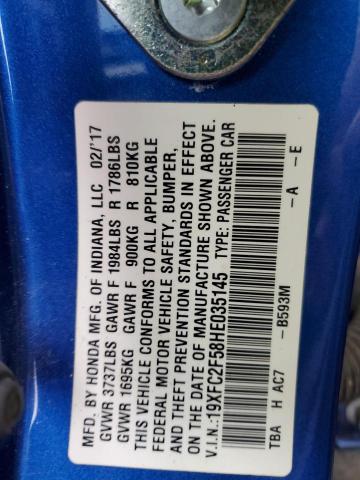 MFD. BY HONDA MFG. OF INDIANA, LLC 02/'17
GVWR 3737LBS GAWR F 1984LBS R 1786LBS
GVWR 1695KG GAWR F 900KG R 810KG
THIS VEHICLE CONFORMS TO ALL APPLICABLE
FEDERAL MOTOR VEHICLE SAFETY, BUMPER,
AND THEFT PREVENTION STANDARDS IN EFFECT
ON THE DATE OF MANUFACTURE SHOWN ABOVE.
V.I.N.: 19XFC2F58HE035145 TYPE: PASSENGER CAR
TBA H AC7 -B593M -A -E